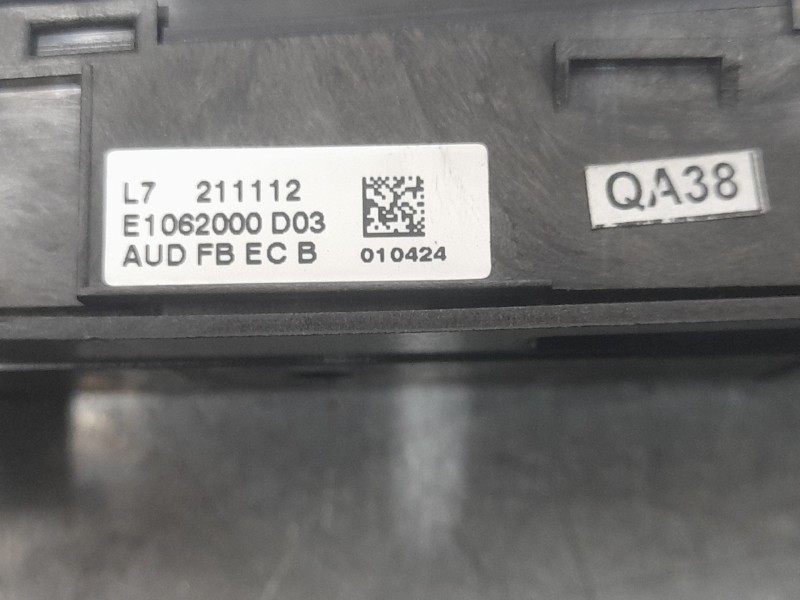 L7 211112
E1062000 D03
AUD FB EC B
010424
QA38